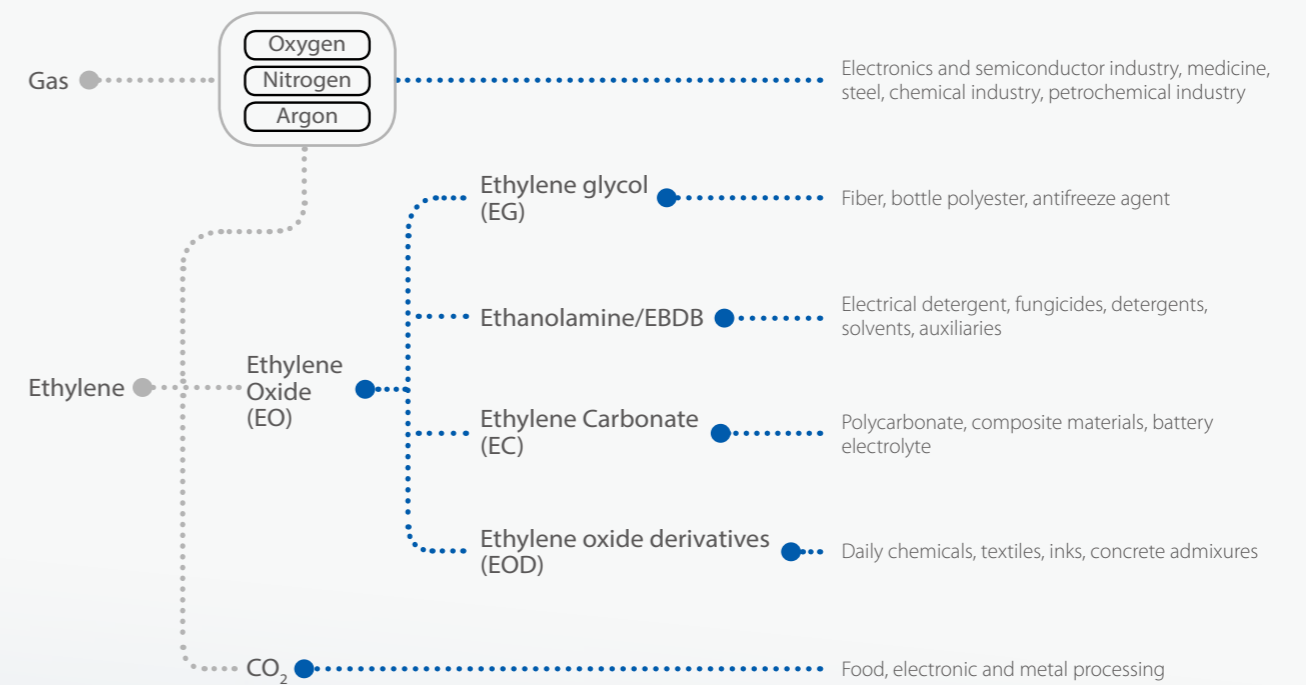 Oxygen
Gas
Nitrogen
Argon
Electronics and semiconductor industry, medicine,
steel, chemical industry, petrochemical industry
Ethylene glycol
(EG)
Fiber, bottle polyester, antifreeze agent
Ethanolamine/EBDB
Electrical detergent, fungicides, detergents,
solvents, auxiliaries
Ethylene
Ethylene
Oxide
(EO)
Ethylene Carbonate
(EC)
Polycarbonate, composite materials, battery
electrolyte
Ethylene oxide derivatives
(EOD)
Daily chemicals, textiles, inks, concrete admixures
CO₂
Food, electronic and metal processing